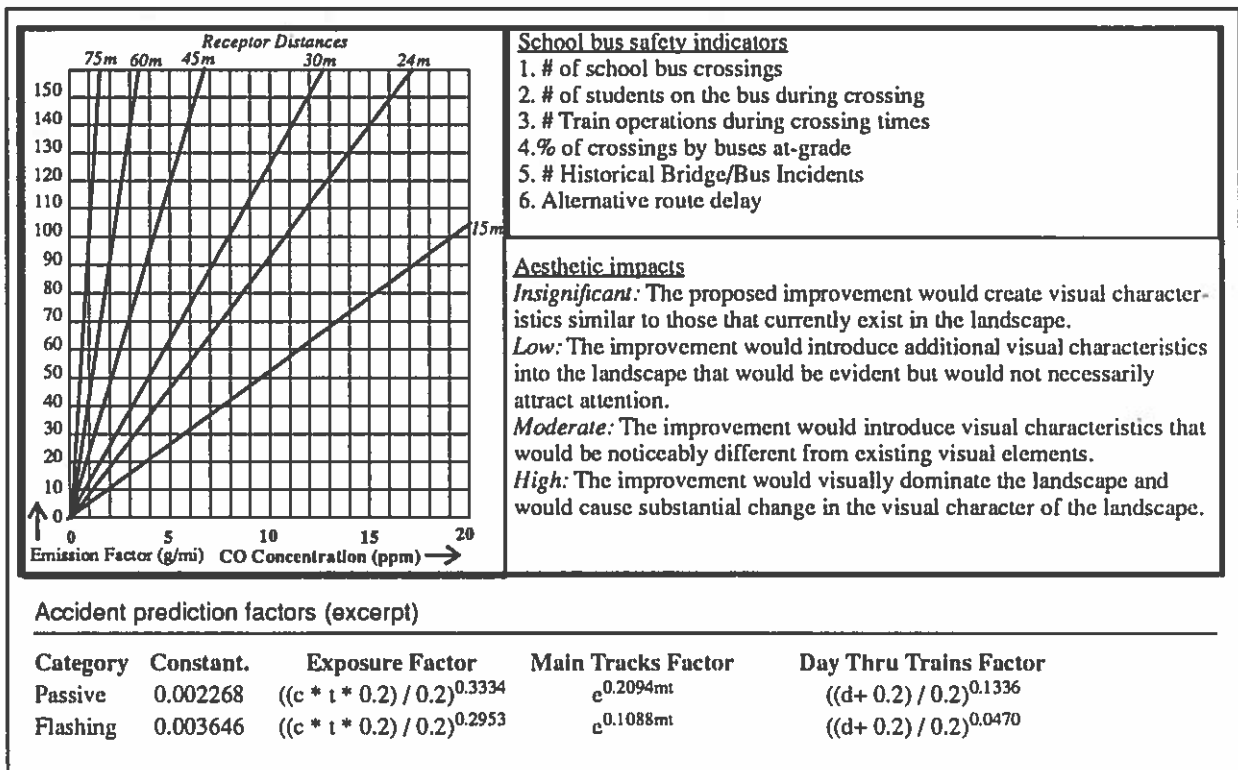 Receptor Distances
75m 60m 45m 30m 24m
150
140
130
120
110
100
90
80
70
60
50
40
30
20
10
0
15m
0 5 10 15 20
Emission Factor (g/mi) CO Concentration (ppm)
School bus safety indicators
1. # of school bus crossings
2. # of students on the bus during crossing
3. # Train operations during crossing times
4.% of crossings by buses at-grade
5. # Historical Bridge/Bus Incidents
6. Alternative route delay
Aesthetic impacts
Insignificant: The proposed improvement would create visual character-
istics similar to those that currently exist in the landscape.
Low: The improvement would introduce additional visual characteristics
into the landscape that would be evident but would not necessarily
attract attention.
Moderate: The improvement would introduce visual characteristics that
would be noticeably different from existing visual elements.
High: The improvement would visually dominate the landscape and
would cause substantial change in the visual character of the landscape.
Accident prediction factors (excerpt)
Category Constant. Exposure Factor Main Tracks Factor Day Thru Trains Factor
Passive 0.002268 ((c * t * 0.2) / 0.2)^0.3334 e^0.2094mt ((d+ 0.2) / 0.2)^0.1336
Flashing 0.003646 ((c * t * 0.2) / 0.2)^0.2953 e^0.1088mt ((d+ 0.2) / 0.2)^0.0470